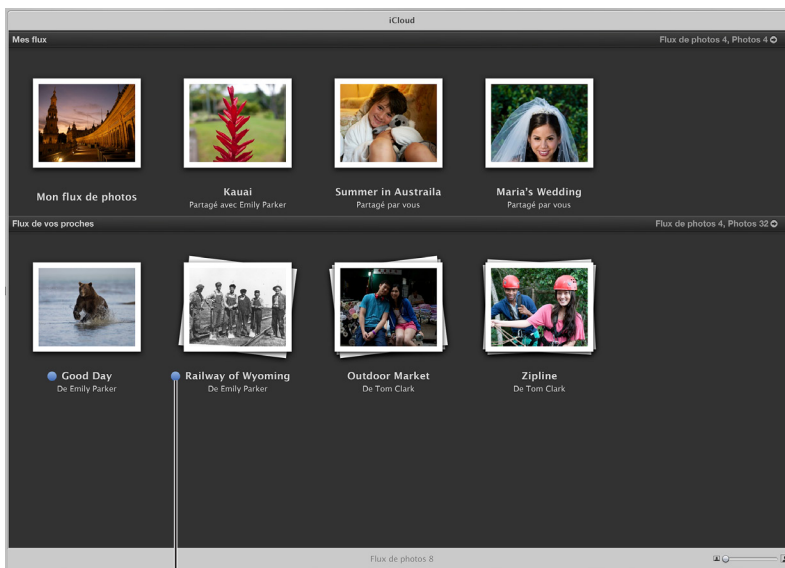 iCloud
Mes flux
Flux de photos 4, Photos 4
Mon flux de photos
Kauai
Partagé avec Emily Parker
Summer in Austraila
Partagé par vous
Maria's Wedding
Partagé par vous
Flux de vos proches
Flux de photos 4, Photos 32
Good Day
De Emily Parker
Railway of Wyoming
De Emily Parker
Outdoor Market
De Tom Clark
Zipline
De Tom Clark
Flux de photos 8